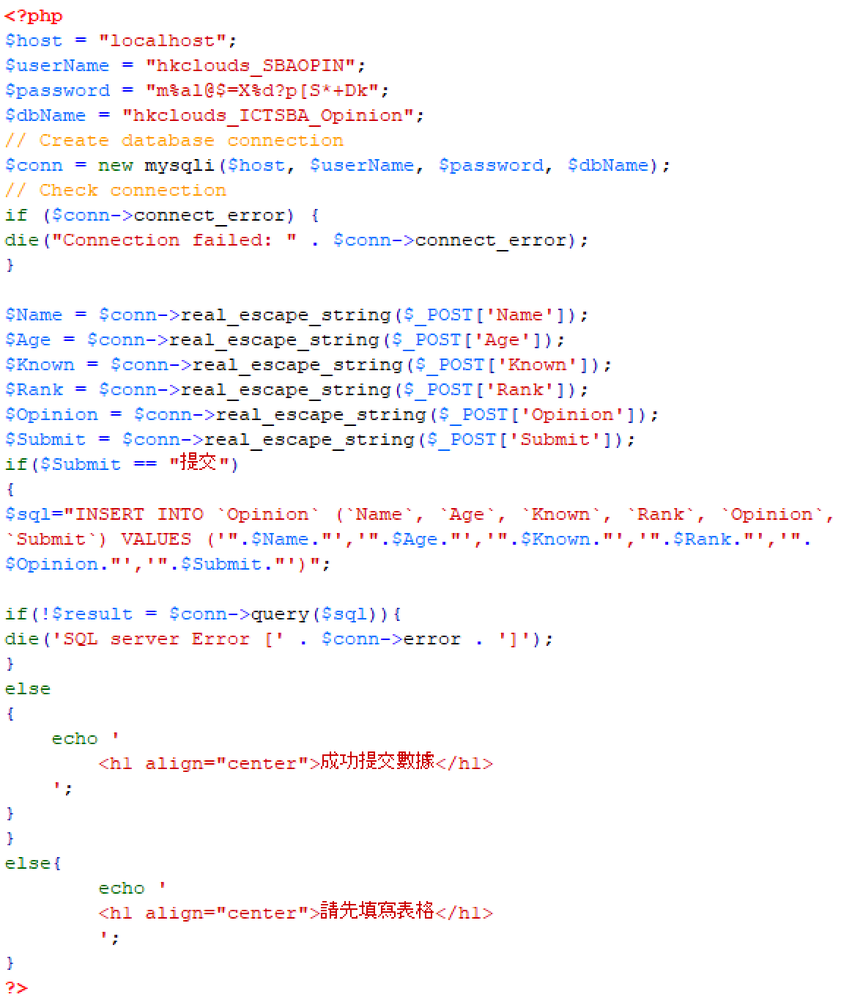 <?php
$host = "localhost";
$userName = "hkclouds_SBAOPIN";
$password = "m%al@$=X%d?p[S*+Dk";
$dbName = "hkclouds_ICTSBA_Opinion";
// Create database connection
$conn = new mysqli($host, $userName, $password, $dbName);
// Check connection
if ($conn->connect_error) {
die("Connection failed: " . $conn->connect_error);
}
$Name = $conn->real_escape_string($_POST['Name']);
$Age = $conn->real_escape_string($_POST['Age']);
$Known = $conn->real_escape_string($_POST['Known']);
$Rank = $conn->real_escape_string($_POST['Rank']);
$Opinion = $conn->real_escape_string($_POST['Opinion']);
$Submit = $conn->real_escape_string($_POST['Submit']);
if($Submit == "提交")
{
$sql="INSERT INTO `Opinion` (`Name`, `Age`, `Known`, `Rank`, `Opinion`,
`Submit`) VALUES ('".$Name."','".$Age."','".$Known."','".$Rank."','".
$Opinion."','".$Submit."')";
if(!$result = $conn->query($sql)){
die('SQL server Error [' . $conn->error . ']');
}
else
{
echo '
<h1 align="center">成功提交數據</h1>
';
}
}
else{
echo '
<h1 align="center">請先填寫表格</h1>
';
}
?>